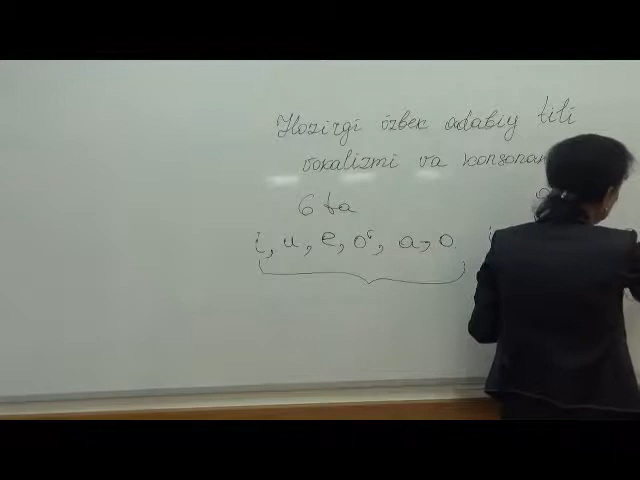 Hozirgi özbek adabiy tili
vokalizmi va
6 ta
i, u, e, o‘, a, o